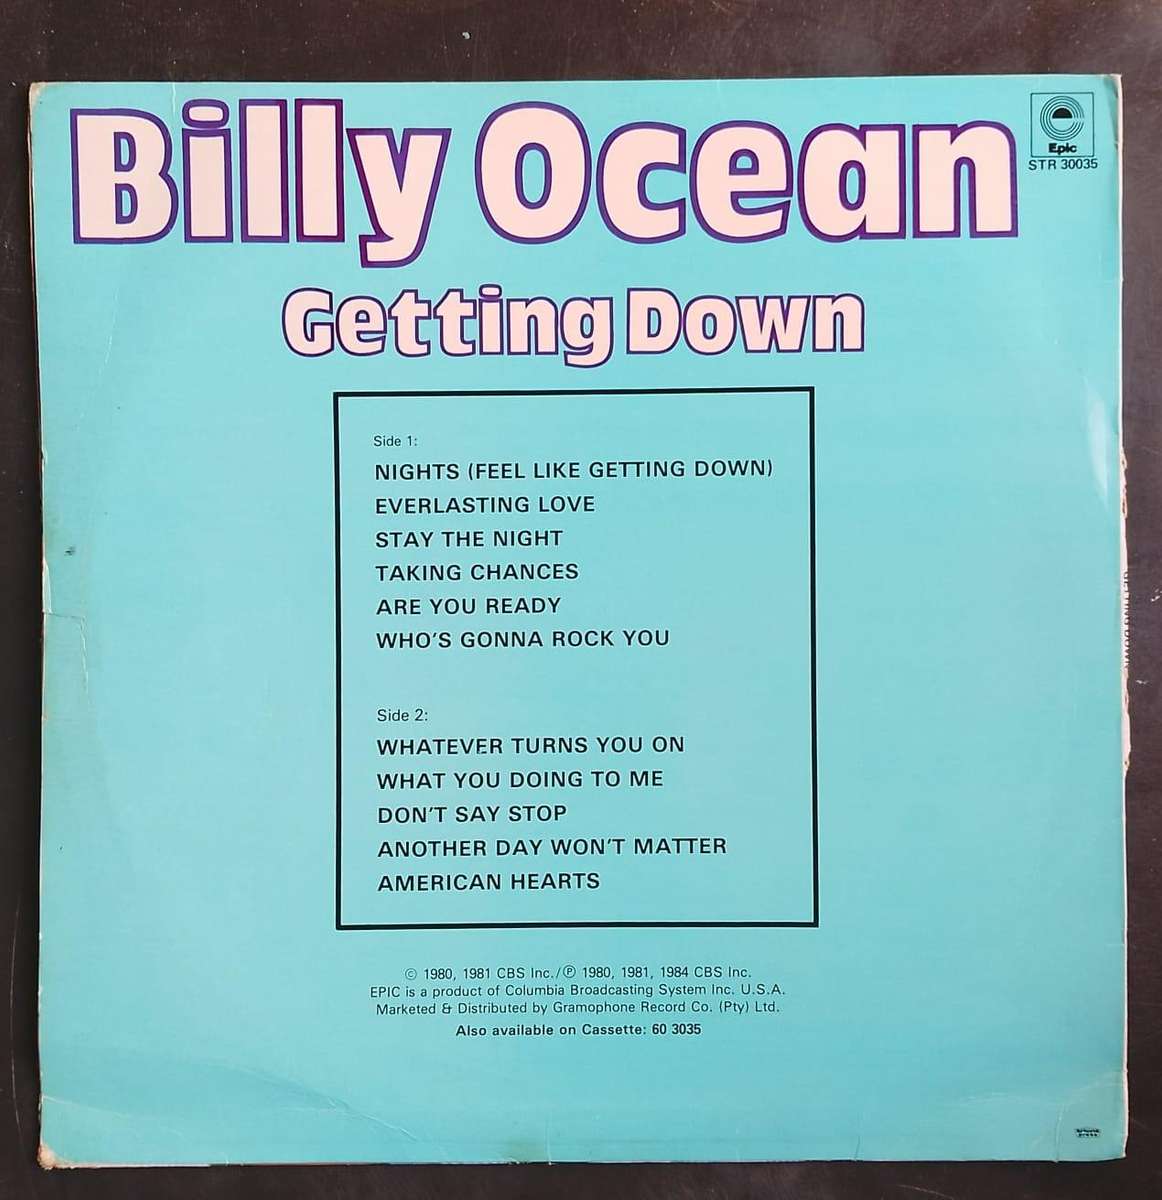 Billy Ocean
Epic
STR 30035
Getting Down
Side 1:
NIGHTS (FEEL LIKE GETTING DOWN)
EVERLASTING LOVE
STAY THE NIGHT
TAKING CHANCES
ARE YOU READY
WHO'S GONNA ROCK YOU
Side 2:
WHATEVER TURNS YOU ON
WHAT YOU DOING TO ME
DON'T SAY STOP
ANOTHER DAY WON'T MATTER
AMERICAN HEARTS
© 1980, 1981 CBS Inc./℗ 1980, 1981, 1984 CBS Inc.
EPIC is a product of Columbia Broadcasting System Inc. U.S.A.
Marketed & Distributed by Gramophone Record Co. (Pty) Ltd.
Also available on Cassette: 60 3035